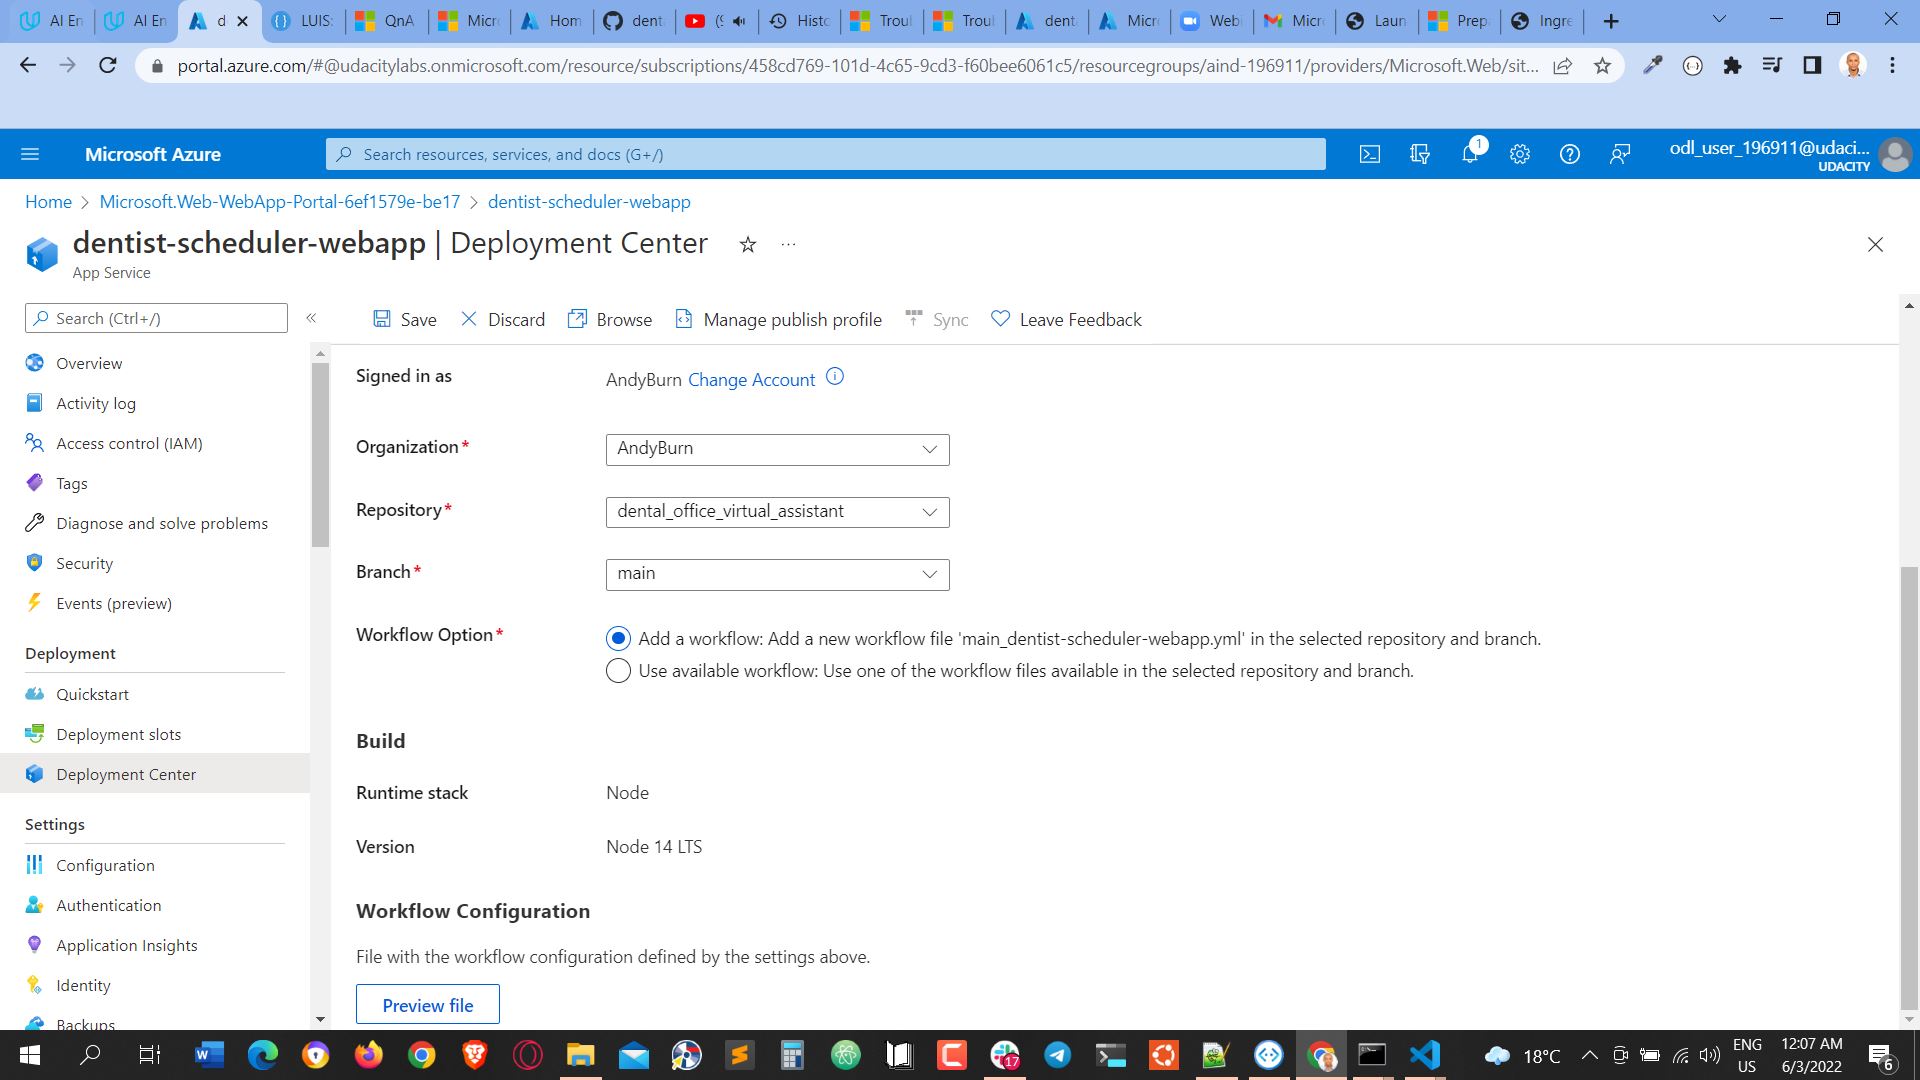 AI En
AI En
d
LUIS:
QnA
Micro
Hom
dent
(9
Histo
Troul
Troul
dent
Micro
Webi
Micro
Laun
Prep
Ingre
portal.azure.com/#@udacitylabs.onmicrosoft.com/resource/subscriptions/458cd769-101d-4c65-9cd3-f60bee6061c5/resourcegroups/aind-196911/providers/Microsoft.Web/sit...
Microsoft Azure
Search resources, services, and docs (G+/)
1
odl_user_196911@udaci...
UDACITY
Home > Microsoft.Web-WebApp-Portal-6ef1579e-be17 > dentist-scheduler-webapp
dentist-scheduler-webapp | Deployment Center
App Service
Search (Ctrl+/)
Save
Discard
Browse
Manage publish profile
Sync
Leave Feedback
Overview
Activity log
Access control (IAM)
Tags
Diagnose and solve problems
Security
Events (preview)
Deployment
Quickstart
Deployment slots
Deployment Center
Settings
Configuration
Authentication
Application Insights
Identity
Backups
Signed in as
AndyBurn Change Account
Organization*
AndyBurn
Repository*
dental_office_virtual_assistant
Branch*
main
Workflow Option*
Add a workflow: Add a new workflow file 'main_dentist-scheduler-webapp.yml' in the selected repository and branch.
Use available workflow: Use one of the workflow files available in the selected repository and branch.
Build
Runtime stack
Node
Version
Node 14 LTS
Workflow Configuration
File with the workflow configuration defined by the settings above.
Preview file
17
18°C
ENG
US
12:07 AM
6/3/2022
6